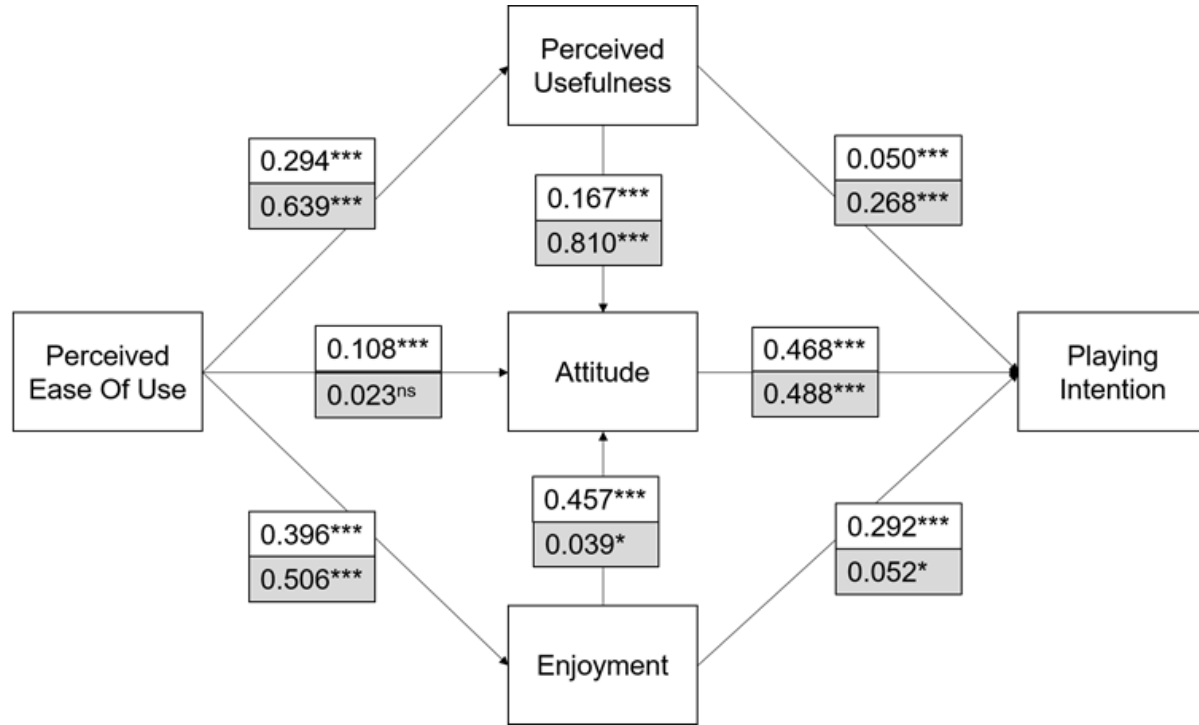 Perceived
Usefulness
0.294***
0.639***
0.050***
0.268***
0.167***
0.810***
Perceived
Ease Of Use
0.108***
0.023ⁿˢ
Attitude
0.468***
0.488***
Playing
Intention
0.396***
0.506***
0.457***
0.039*
0.292***
0.052*
Enjoyment